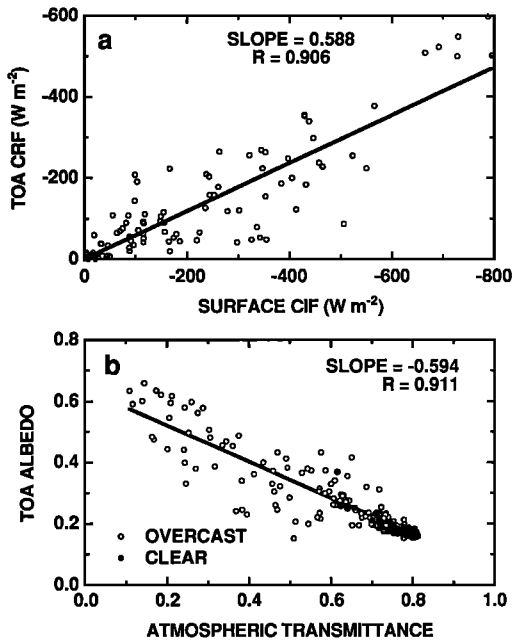 a
SLOPE = 0.588
R = 0.906
-600
-400
-200
0
TOA CRF (W m-2)
0 -200 -400 -600 -800
SURFACE CIF (W m-2)
b
SLOPE = -0.594
R = 0.911
0.8
0.6
0.4
0.2
0.0
TOA ALBEDO
OVERCAST
CLEAR
0.0 0.2 0.4 0.6 0.8 1.0
ATMOSPHERIC TRANSMITTANCE